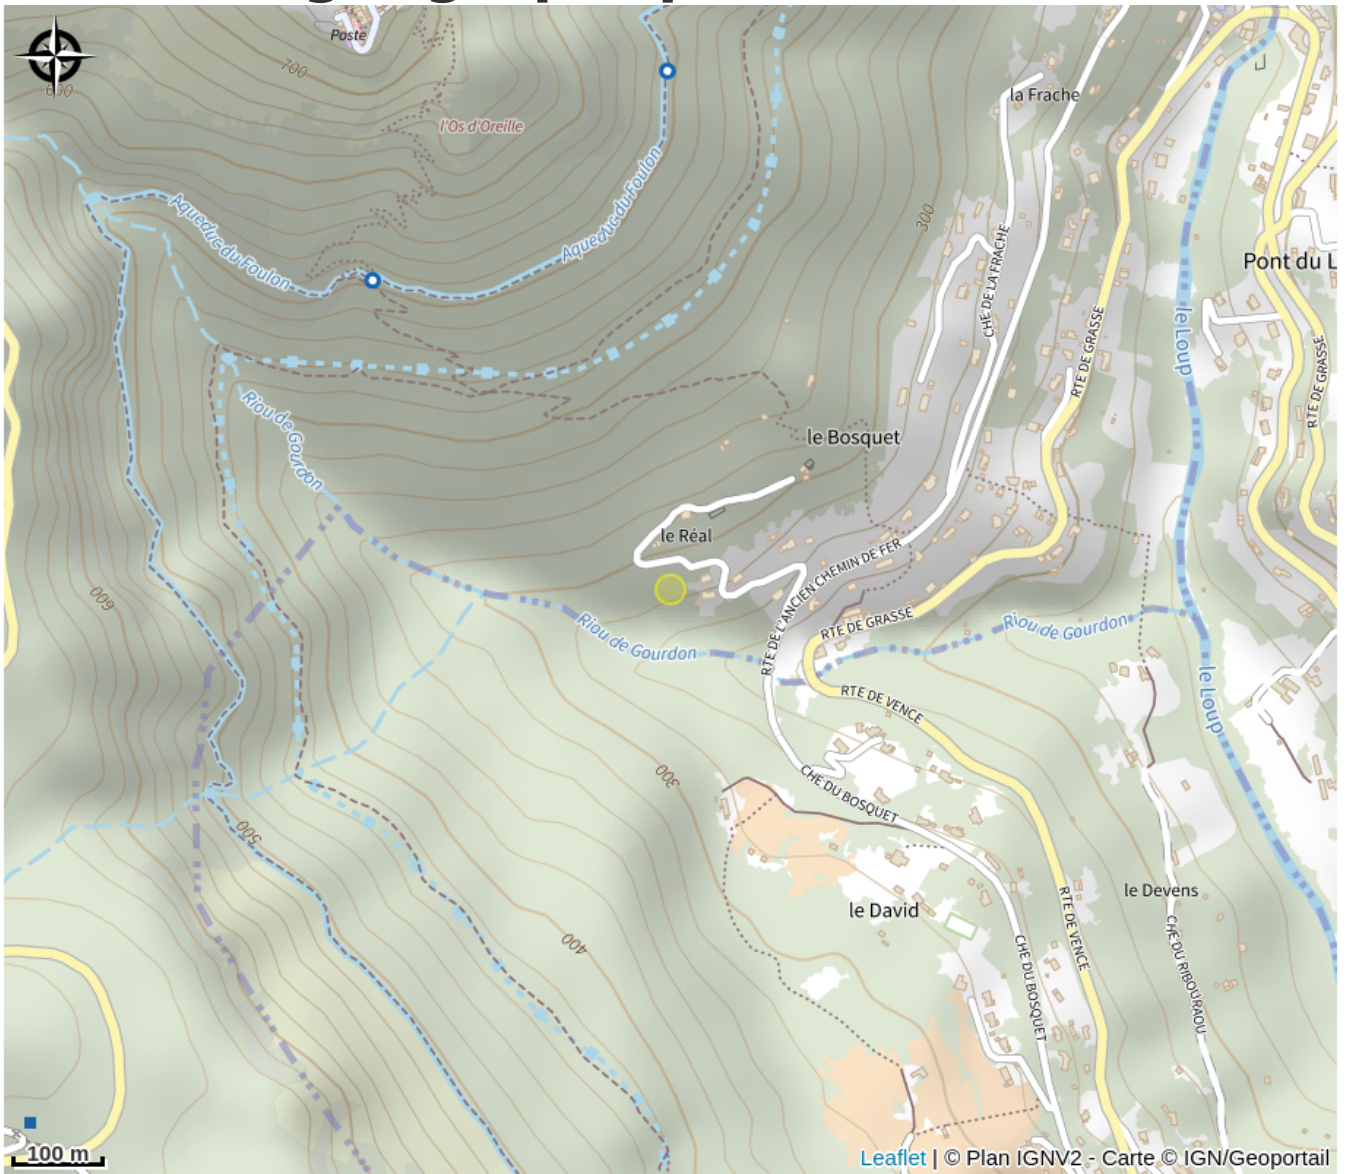 Poste
700
600
l'Os d'Oreille
la Frache
Aqueduc du Foulon
Aqueduc du Foulon
300
CHE DE LA FRACHE
Pont du L
le Loup
RTE DE GRASSE
RTE DE GRASSE
Riou de Gourdon
le Bosquet
le Réal
RTE DE L'ANCIEN CHEMIN DE FER
600
Riou de Gourdon
RTE DE GRASSE
Riou de Gourdon
le Loup
RTE DE VENCE
300
CHE DU BOSQUET
500
le David
le Devens
400
RTE DE VENCE
CHE DU BOSQUET
CHE DU RIBOURAOU
100 m
Leaflet | © Plan IGNV2 - Carte © IGN/Geoportail